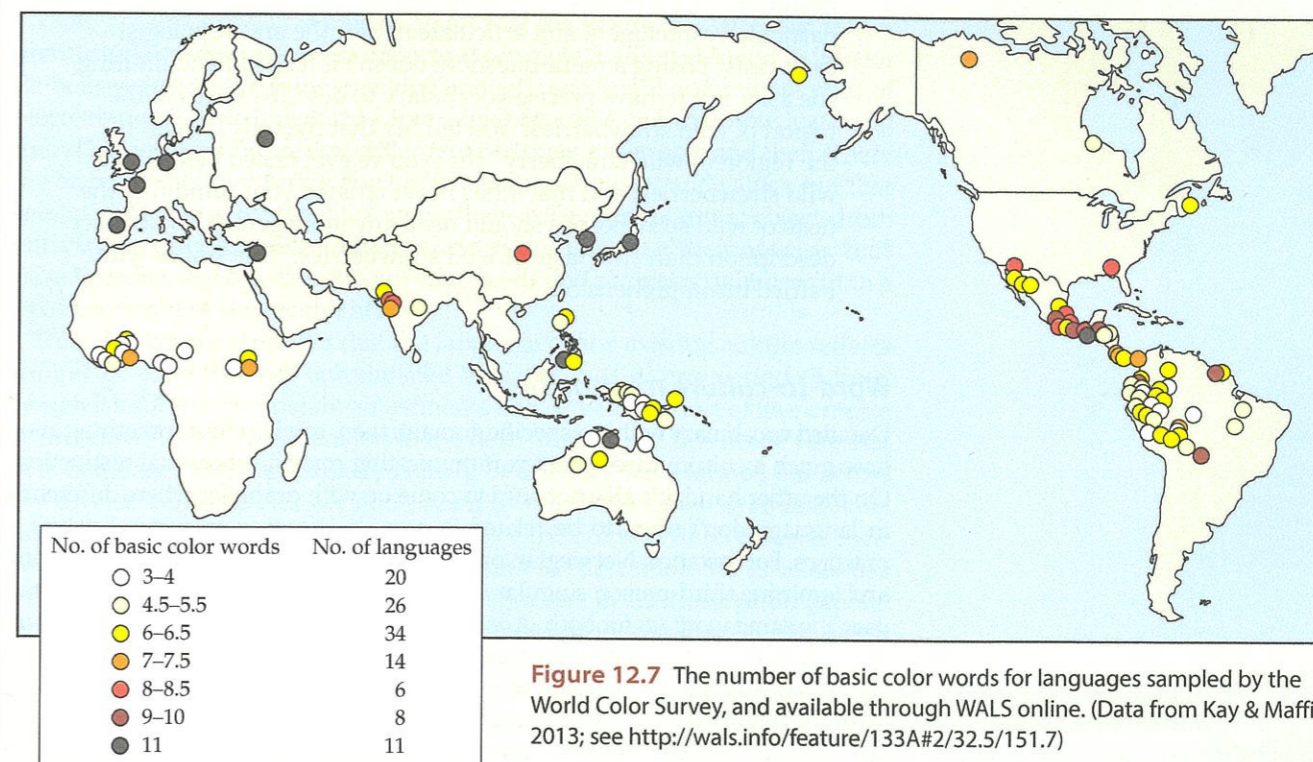 No. of basic color words No. of languages
3–4 20
4.5–5.5 26
6–6.5 34
7–7.5 14
8–8.5 6
9–10 8
11 11
Figure 12.7 The number of basic color words for languages sampled by the
World Color Survey, and available through WALS online. (Data from Kay & Maffi
2013; see http://wals.info/feature/133A#2/32.5/151.7)